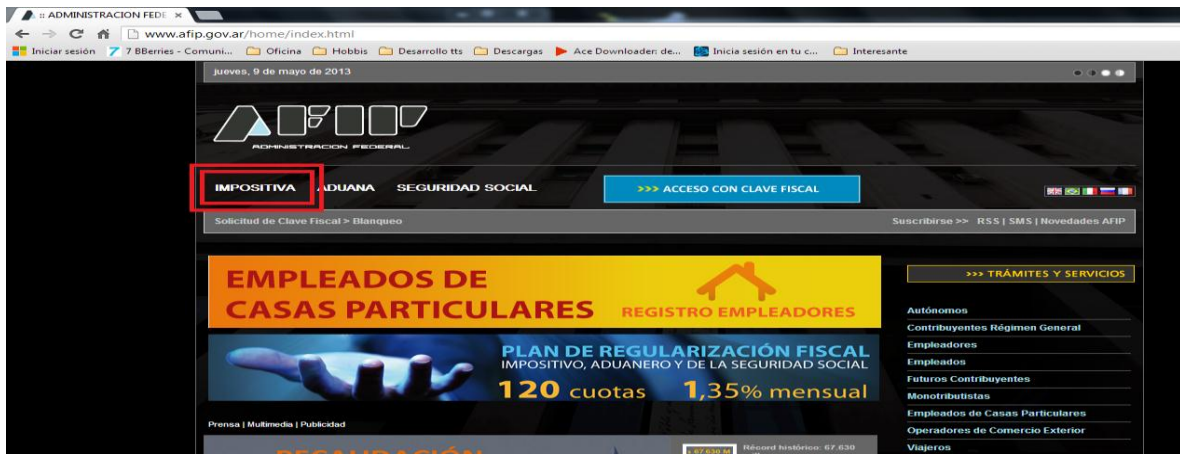 :: ADMINISTRACION FEDE ×
www.afip.gov.ar/home/index.html
Iniciar sesión 7 BBerries - Comuni... Oficina Hobbis Desarrollo tts Descargas Ace Downloader: de... Inicia sesión en tu c... Interesante
jueves, 9 de mayo de 2013
AFIP
ADMINISTRACION FEDERAL
IMPOSITIVA ADUANA SEGURIDAD SOCIAL >>> ACCESO CON CLAVE FISCAL
Solicitud de Clave Fiscal > Blanqueo Suscribirse >> RSS | SMS | Novedades AFIP
EMPLEADOS DE
CASAS PARTICULARES REGISTRO EMPLEADORES
PLAN DE REGULARIZACIÓN FISCAL
IMPOSITIVO, ADUANERO Y DE LA SEGURIDAD SOCIAL
120 cuotas 1,35% mensual
Prensa | Multimedia | Publicidad
RECAUDACIÓN
67.630 M
Récord histórico: 67.630
>>> TRÁMITES Y SERVICIOS
Autónomos
Contribuyentes Régimen General
Empleadores
Empleados
Futuros Contribuyentes
Monotributistas
Empleados de Casas Particulares
Operadores de Comercio Exterior
Viajeros